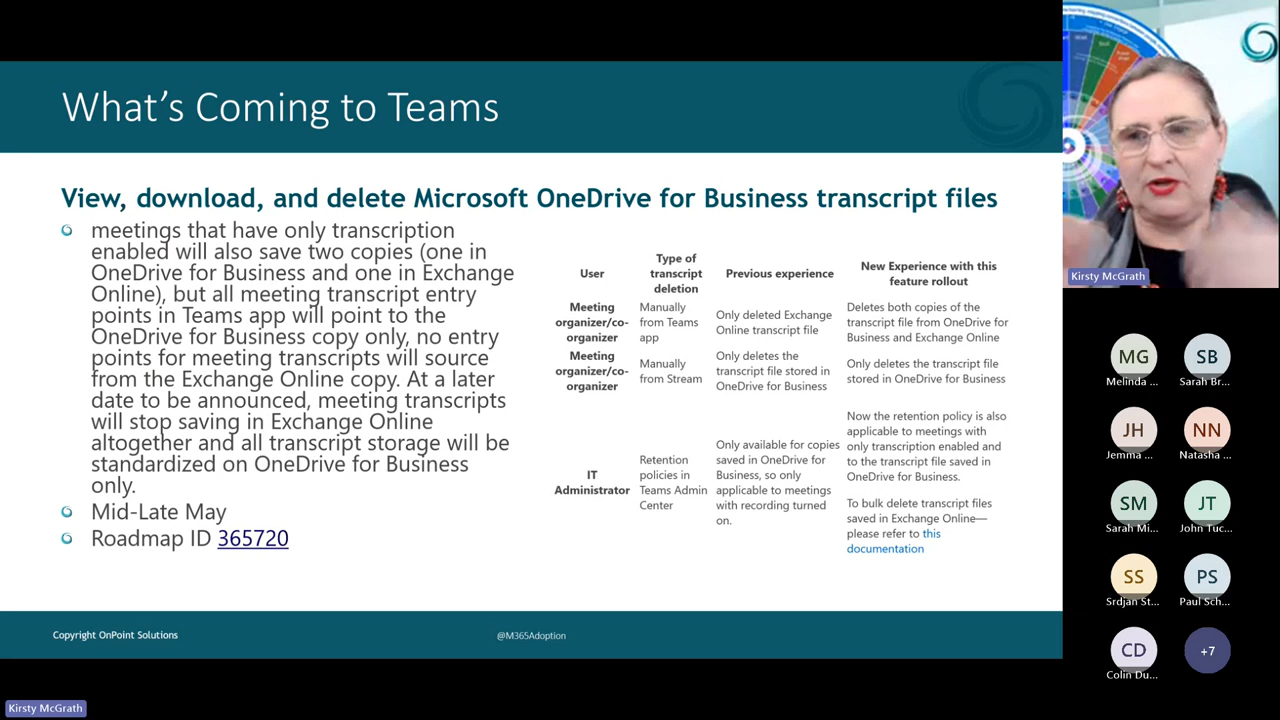 What's Coming to Teams
View, download, and delete Microsoft OneDrive for Business transcript files
meetings that have only transcription
enabled will also save two copies (one in
OneDrive for Business and one in Exchange
Online), but all meeting transcript entry
points in Teams app will point to the
OneDrive for Business copy only, no entry
points for meeting transcripts will source
from the Exchange Online copy. At a later
date to be announced, meeting transcripts
will stop saving in Exchange Online
altogether and all transcript storage will be
standardized on OneDrive for Business
only.
Mid-Late May
Roadmap ID 365720
User
Type of
transcript
deletion
Previous experience
New Experience with this
feature rollout
Meeting
organizer/co-
organizer
Manually
from Teams
app
Only deleted Exchange
Online transcript file
Deletes both copies of the
transcript file from OneDrive for
Business and Exchange Online
Meeting
organizer/co-
organizer
Manually
from Stream
Only deletes the
transcript file stored in
OneDrive for Business
Only deletes the transcript file
stored in OneDrive for Business
IT
Administrator
Retention
policies in
Teams Admin
Center
Only available for copies
saved in OneDrive for
Business, so only
applicable to meetings
with recording turned
on.
Now the retention policy is also
applicable to meetings with
only transcription enabled and
to the transcript file saved in
OneDrive for Business.
To bulk delete transcript files
saved in Exchange Online—
please refer to this
documentation
Copyright OnPoint Solutions
@M365Adoption
Kirsty McGrath
MG
Melinda ...
SB
Sarah Br...
JH
Jemma ...
NN
Natasha ...
SM
Sarah Mi...
JT
John Tuc...
SS
Srdjan St...
PS
Paul Sch...
CD
Colin Du...
+7
Kirsty McGrath